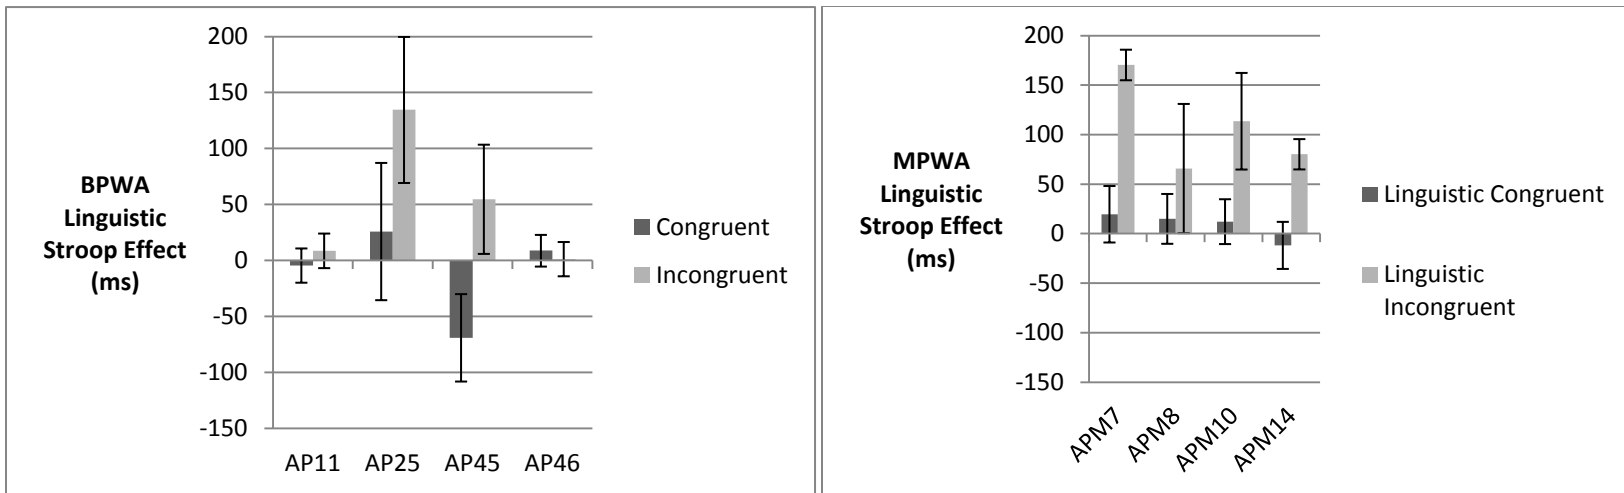 200
150
100
50
0
-50
-100
-150
BPWA
Linguistic
Stroop Effect
(ms)
AP11 AP25 AP45 AP46
Congruent
Incongruent
200
150
100
50
0
-50
-100
-150
MPWA
Linguistic
Stroop Effect
(ms)
APM7 APM8 APM10 APM14
Linguistic Congruent
Linguistic
Incongruent